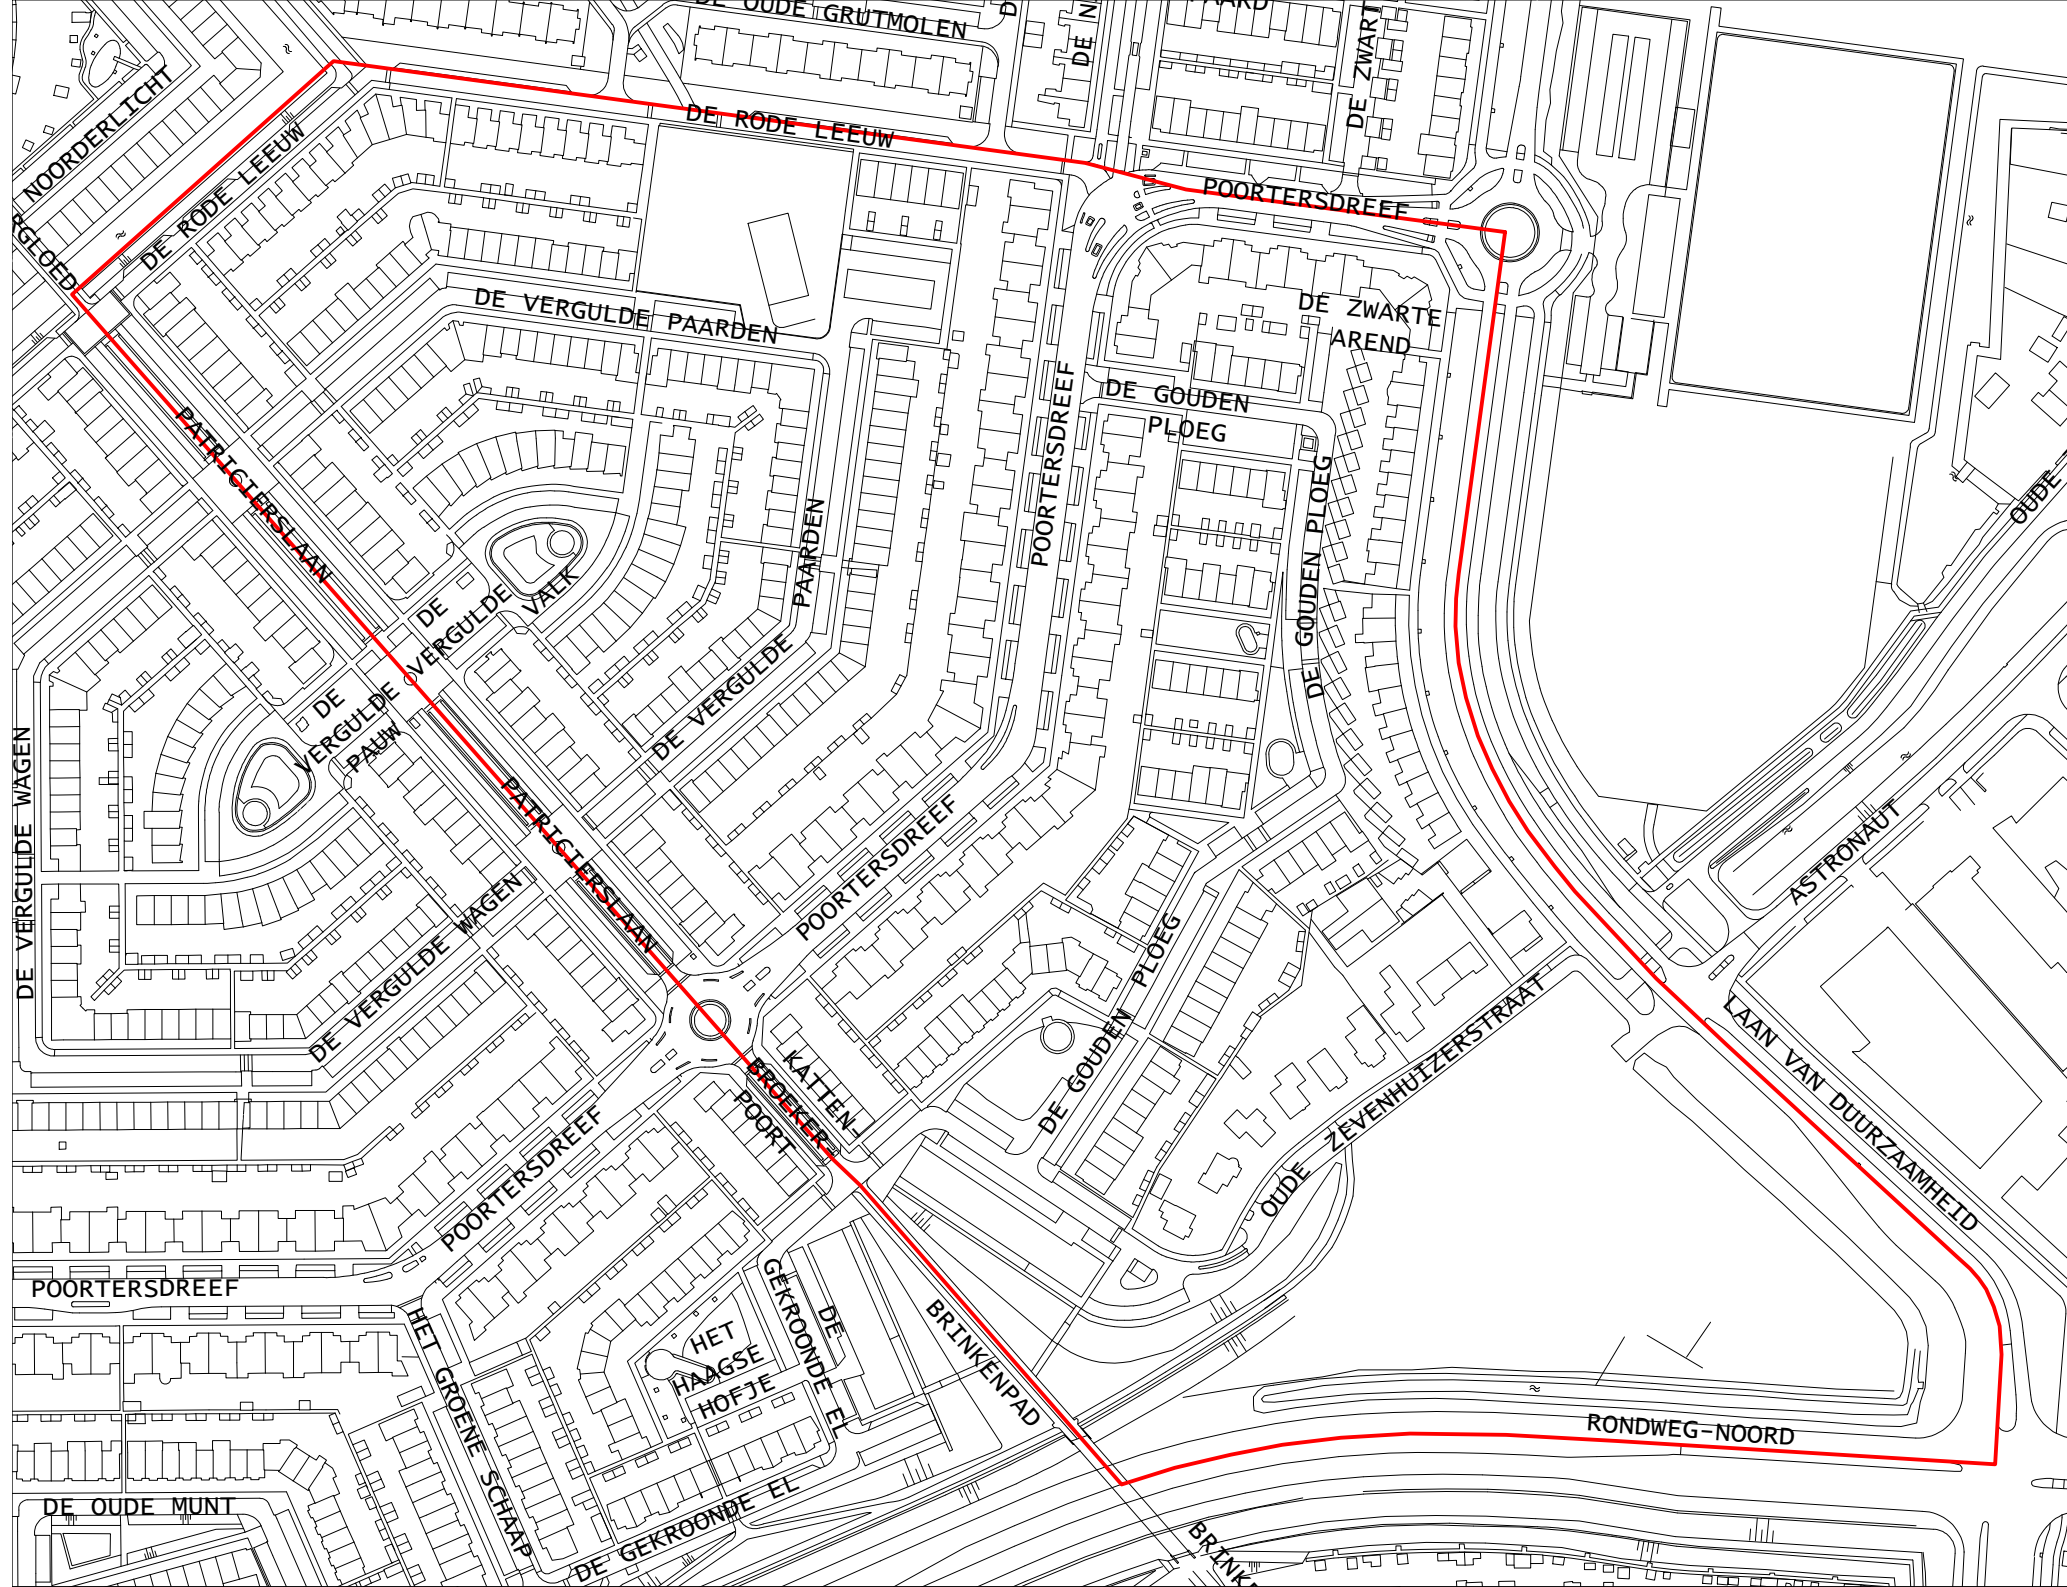 DE OUDE GRUTMOLEN
NOORDERLICHT
DE RODE LEEUW
DE RODE LEEUW
DE ZWART
POORTERSDREEF
DE VERGULDE PAARDEN
DE ZWARTE
AREND
DE GOUDEN
PLOEG
PATRICIERSLAAN
POORTERSDREEF
DE GOUDEN PLOEG
OUDE
PAARDEN
DE
VERGULDE
VALK
DE
VERGULDE
PAUW
DE VERGULDE
DE VERGULDE WAGEN
PATRICIERSLAAN
POORTERSDREEF
ASTRONAUT
DE VERGULDE WAGEN
DE GOUDEN PLOEG
OUDE ZEVENHUIZERSTRAAT
LAAN VAN DUURZAAMHEID
KATTEN-
BROEKER-
POORT
POORTERSDREEF
POORTERSDREEF
HET GROENE SCHAAP
HET
HAAGSE
HOFJE
DE
GEKROONDE EL
BRINKENPAD
RONDWEG-NOORD
DE OUDE MUNT
DE GEKROONDE EL